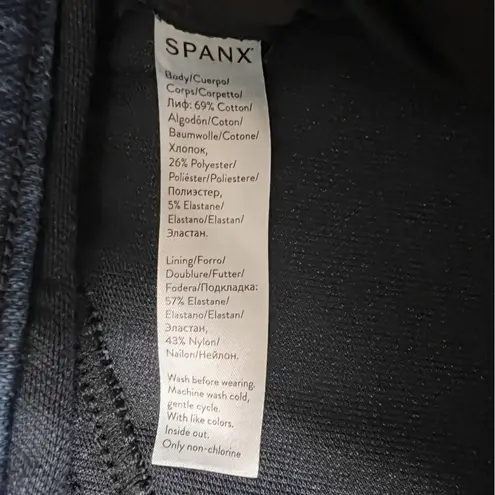 SPANX®
Body/Cuerpo/
Corps/Corpetto/
Лиф: 69% Cotton/
Algodón/Coton/
Baumwolle/Cotone/
Хлопок,
26% Polyester/
Poliéster/Poliestere/
Полиэстер,
5% Elastane/
Elastano/Elastan/
Эластан.
Lining/Forro/
Doublure/Futter/
Fodera/Подкладка:
57% Elastane/
Elastano/Elastan/
Эластан,
43% Nylon/
Nailon/Нейлон.
Wash before wearing.
Machine wash cold,
gentle cycle.
With like colors.
Inside out.
Only non-chlorine